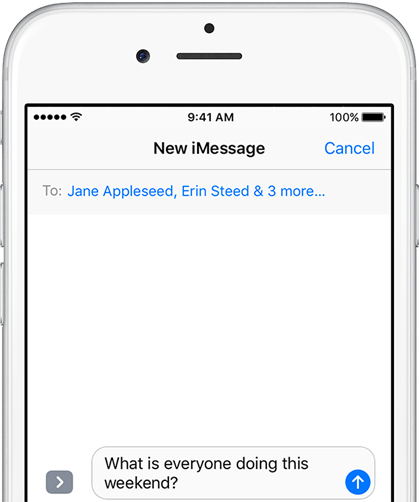 9:41 AM 100%
New iMessage Cancel
To: Jane Appleseed, Erin Steed & 3 more...
What is everyone doing this
weekend?